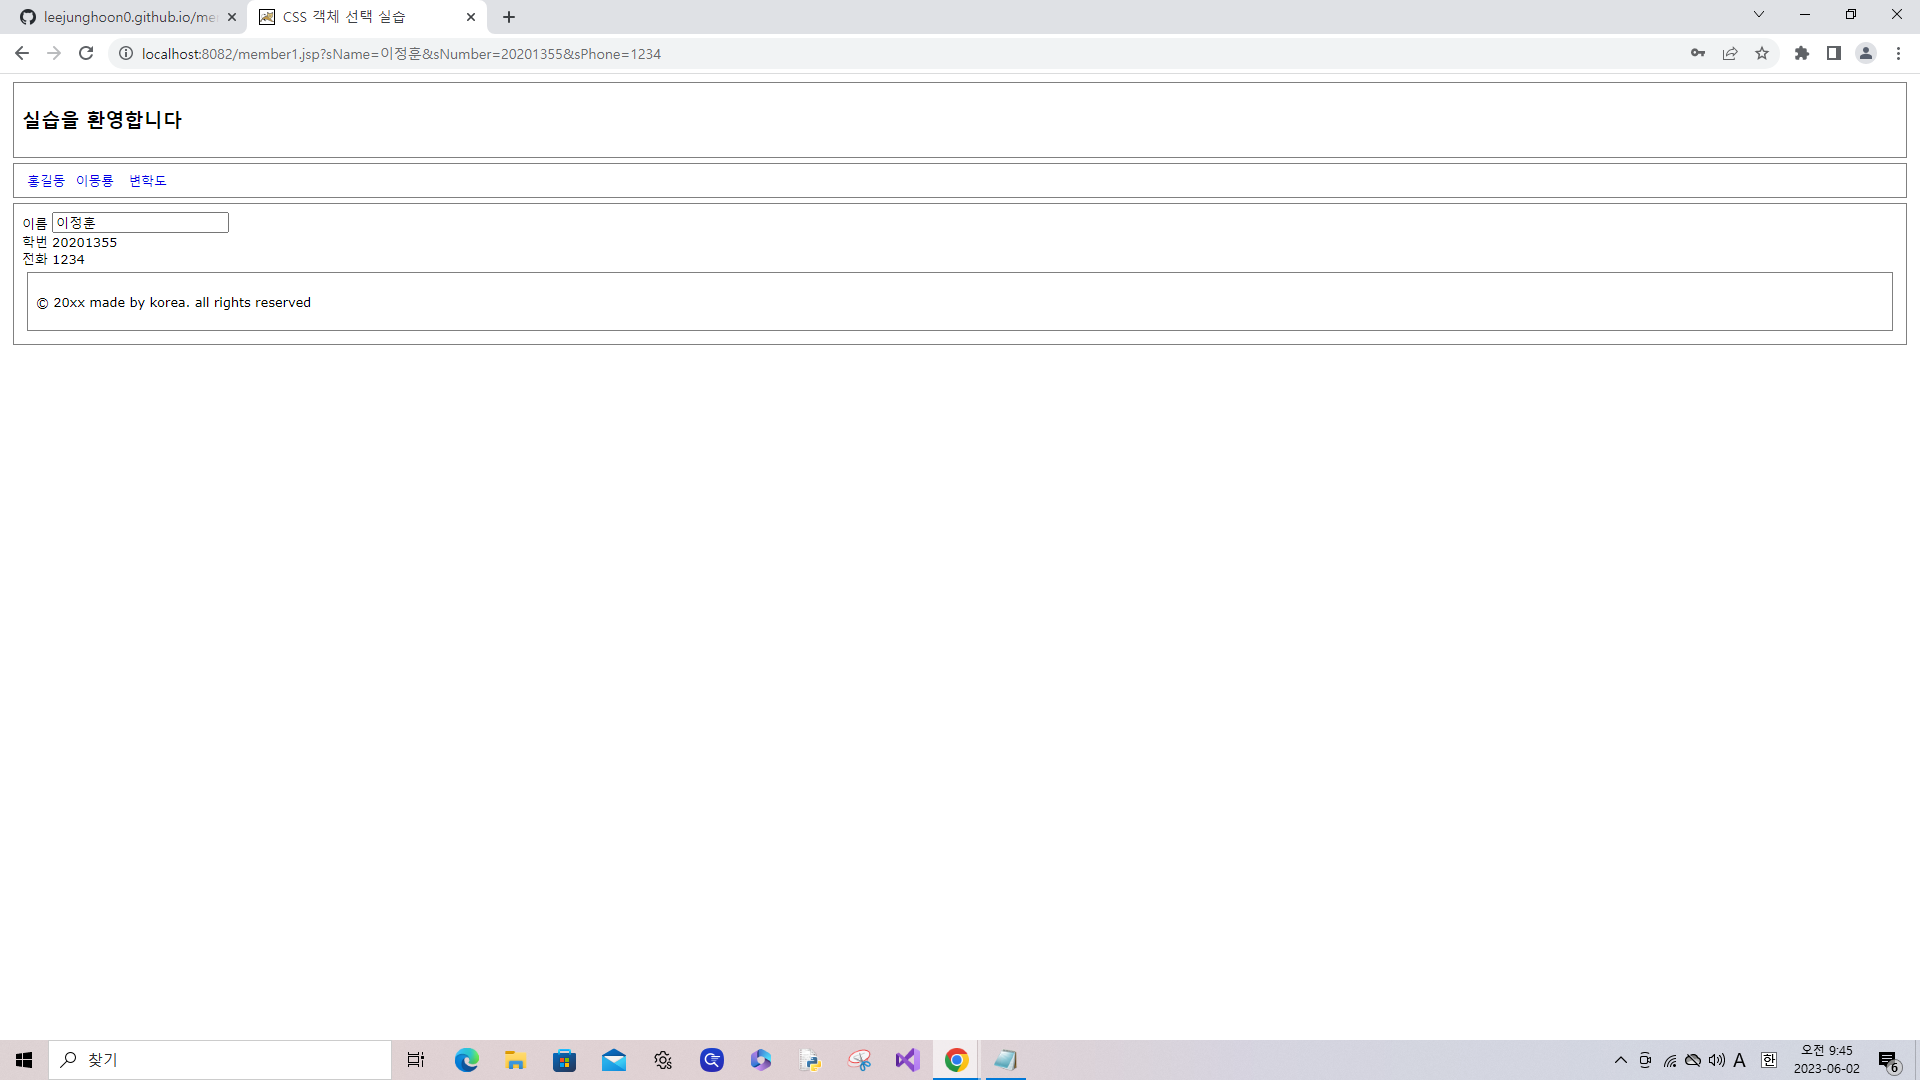 leejunghoon0.github.io/me
CSS 객체 선택 실습
localhost:8082/member1.jsp?sName=이정훈&sNumber=20201355&sPhone=1234
실습을 환영합니다
홍길동 이몽룡 변학도
이름 이정훈
학번 20201355
전화 1234
© 20xx made by korea. all rights reserved
찾기
A 한
오전 9:45
2023-06-02
6